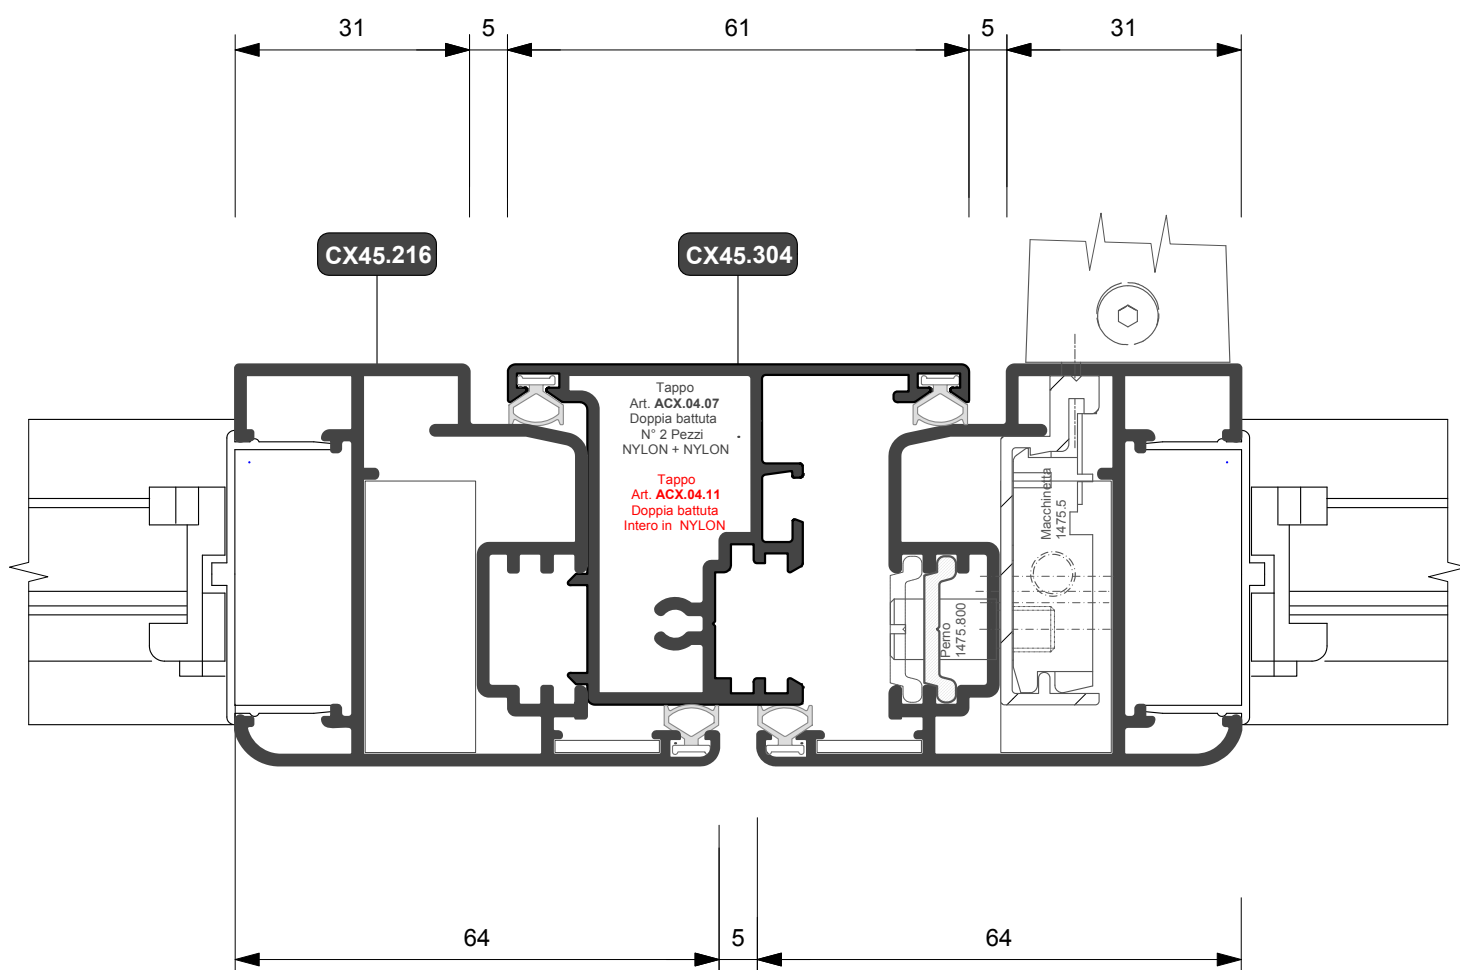 31 5 61 5 31
CX45.216
CX45.304
Tappo
Art. ACX.04.07
Doppia battuta
N° 2 Pezzi
NYLON + NYLON
Tappo
Art. ACX.04.11
Doppia battuta
Intero in NYLON
Macchinetta
1475.5
Perno
1475.800
64 5 64